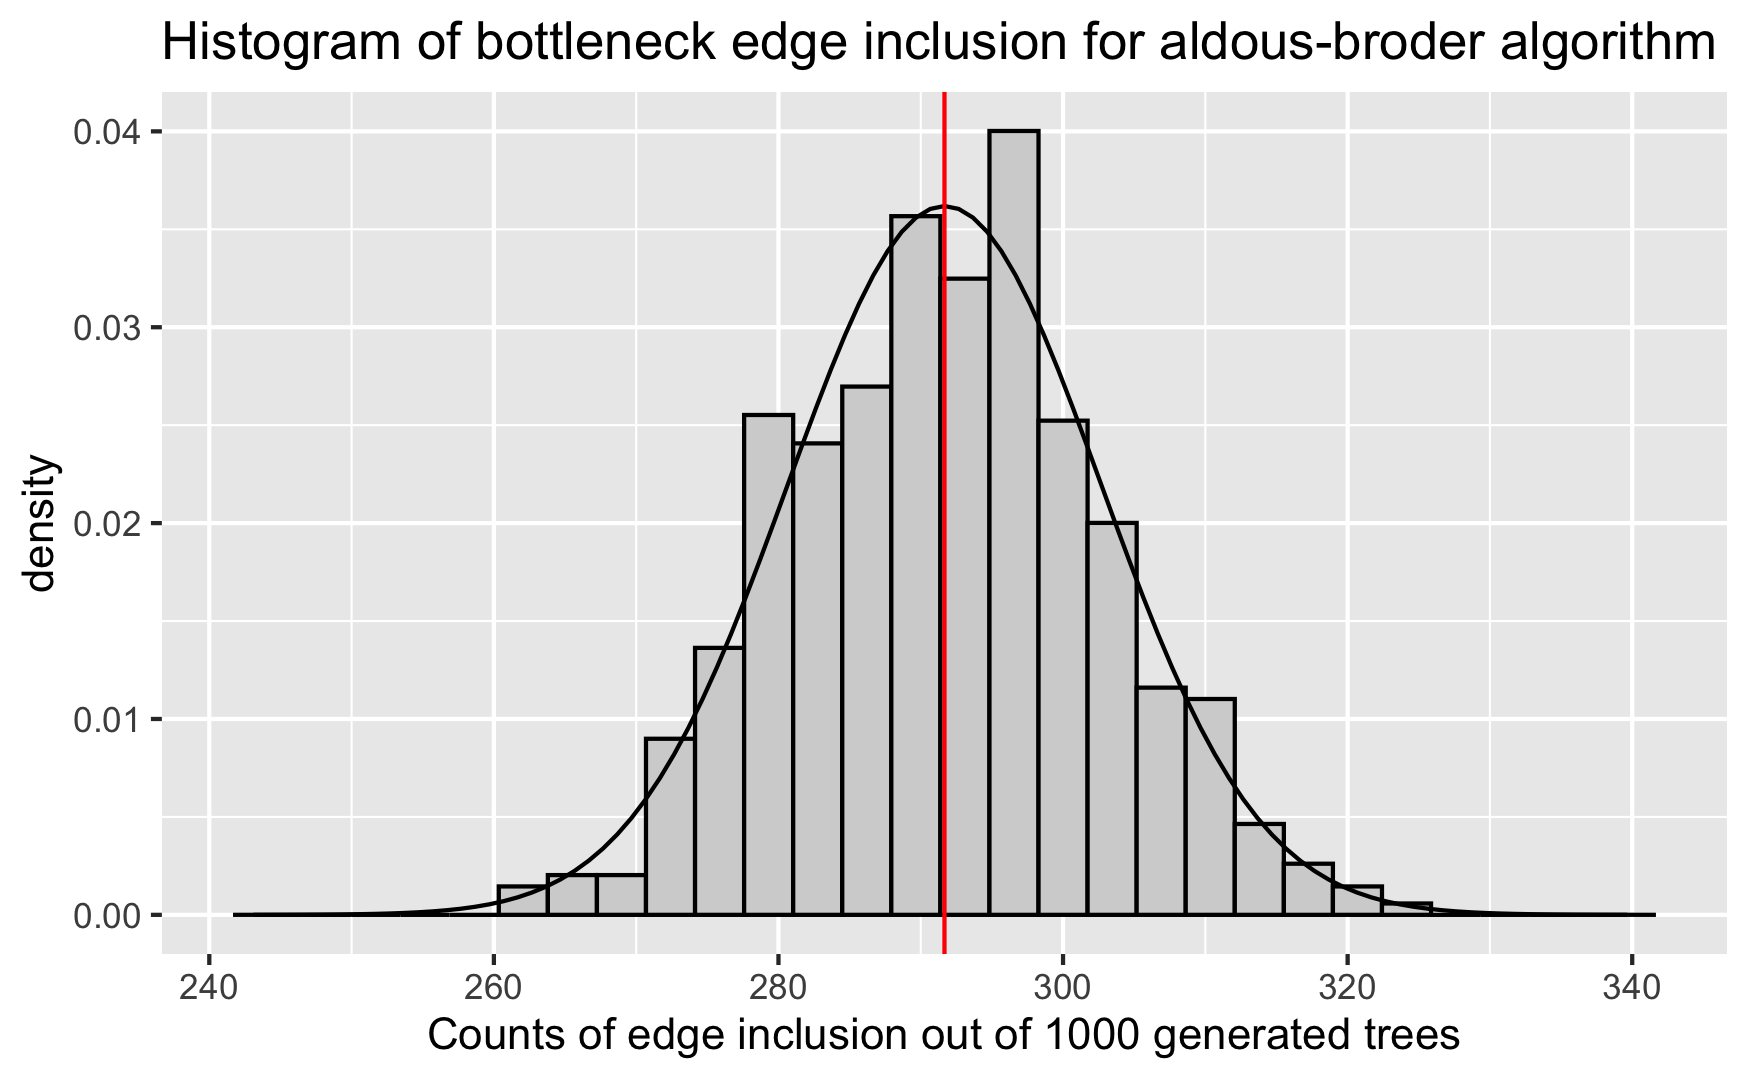 Histogram of bottleneck edge inclusion for aldous-broder algorithm
0.04
0.03
0.02
0.01
0.00
density
240 260 280 300 320 340
Counts of edge inclusion out of 1000 generated trees